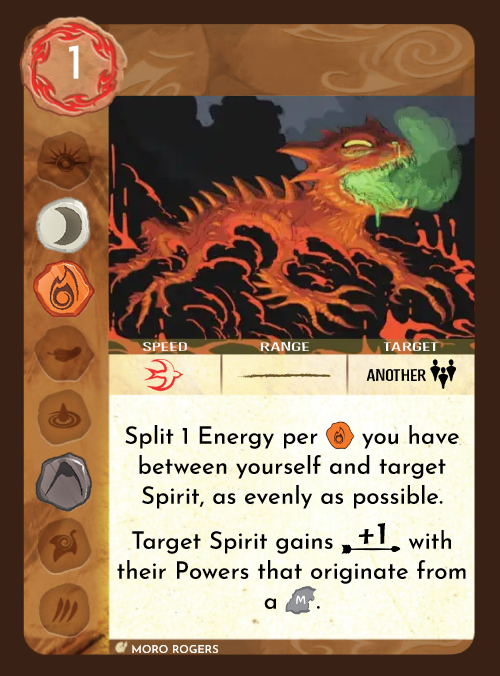 1
SPEED RANGE TARGET
ANOTHER
Split 1 Energy per you have
between yourself and target
Spirit, as evenly as possible.
Target Spirit gains +1 with
their Powers that originate from
a M.
MORO ROGERS